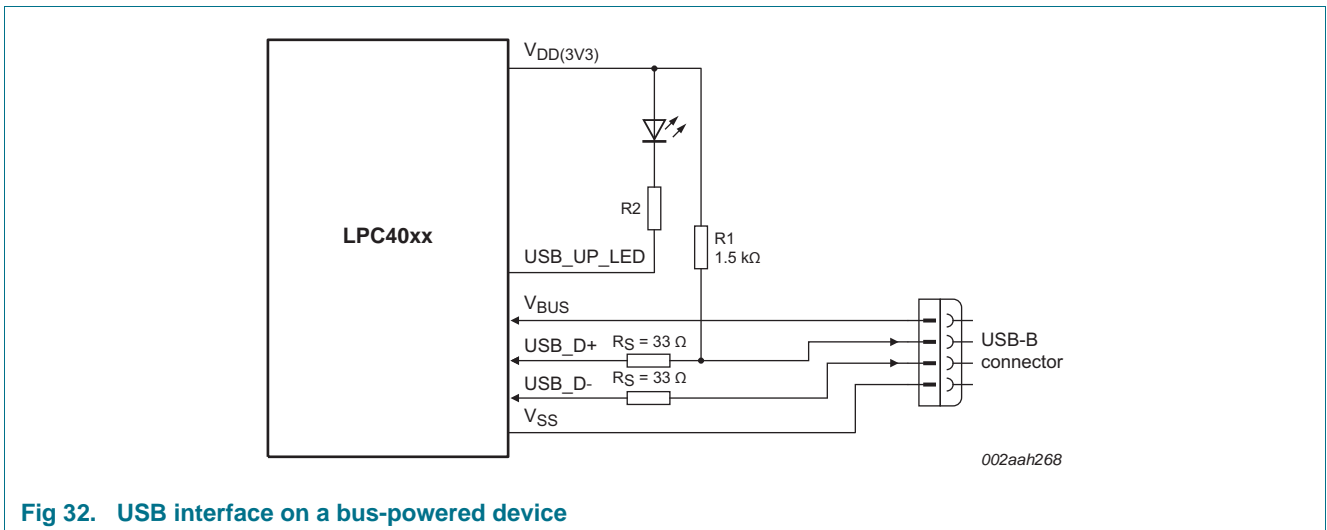 VDD(3V3)
R2
LPC40xx
R1
1.5 kΩ
USB_UP_LED
VBUS
USB_D+ RS = 33 Ω
USB-B
connector
USB_D- RS = 33 Ω
VSS
002aah268
Fig 32. USB interface on a bus-powered device